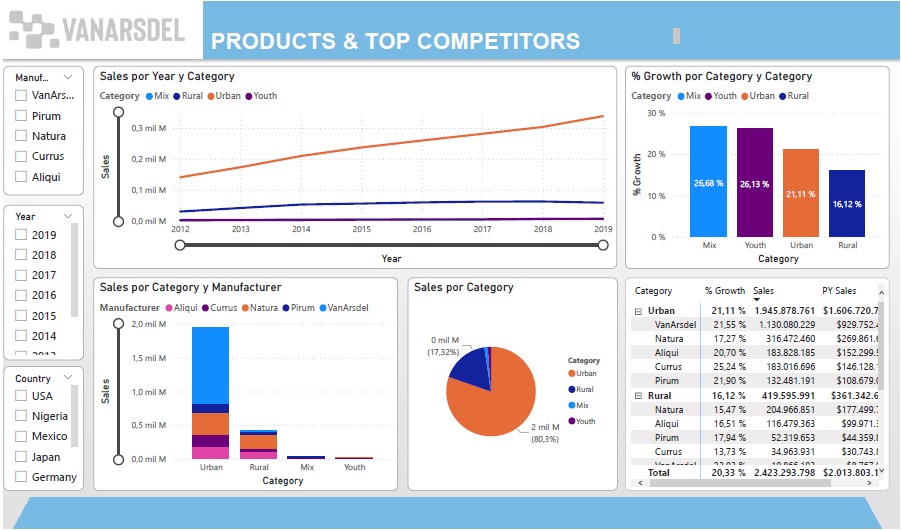 VANARSDEL
PRODUCTS & TOP COMPETITORS
Manuf...
VanArs...
Pirum
Natura
Currus
Aliqui
Year
2019
2018
2017
2016
2015
2014
Country
USA
Nigeria
Mexico
Japan
Germany
Sales por Year y Category
Category Mix Rural Urban Youth
Sales
0,3 mil M
0,2 mil M
0,1 mil M
0,0 mil M
2012 2013 2014 2015 2016 2017 2018 2019
Year
% Growth por Category y Category
Category Mix Youth Urban Rural
% Growth
30 %
20 %
10 %
0 %
26,68 % 26,13 % 21,11 % 16,12 %
Mix Youth Urban Rural
Category
Sales por Category y Manufacturer
Manufacturer Aliqui Currus Natura Pirum VanArsdel
Sales
2,0 mil M
1,5 mil M
1,0 mil M
0,5 mil M
0,0 mil M
Urban Rural Mix Youth
Category
Sales por Category
0 mil M
(17,32%)
2 mil M
(80,3%)
Category
Urban
Rural
Mix
Youth
Category % Growth Sales PY Sales
Urban 21,11 % 1.945.878.761 $1.606.720.7
VanArsdel 21,55 % 1.130.080.229 $929.752.4
Natura 17,27 % 316.472.460 $269.861.6
Aliqui 20,70 % 183.828.185 $152.299.5
Currus 25,24 % 183.016.696 $146.128.1
Pirum 21,90 % 132.481.191 $108.679.0
Rural 16,12 % 419.595.991 $361.342.6
Natura 15,47 % 204.966.851 $177.499.7
Aliqui 16,51 % 116.479.363 $99.971.3
Pirum 17,94 % 52.319.653 $44.359.8
Currus 13,73 % 34.963.931 $30.743.8
Total 20,33 % 2.423.293.798 $2.013.803.1